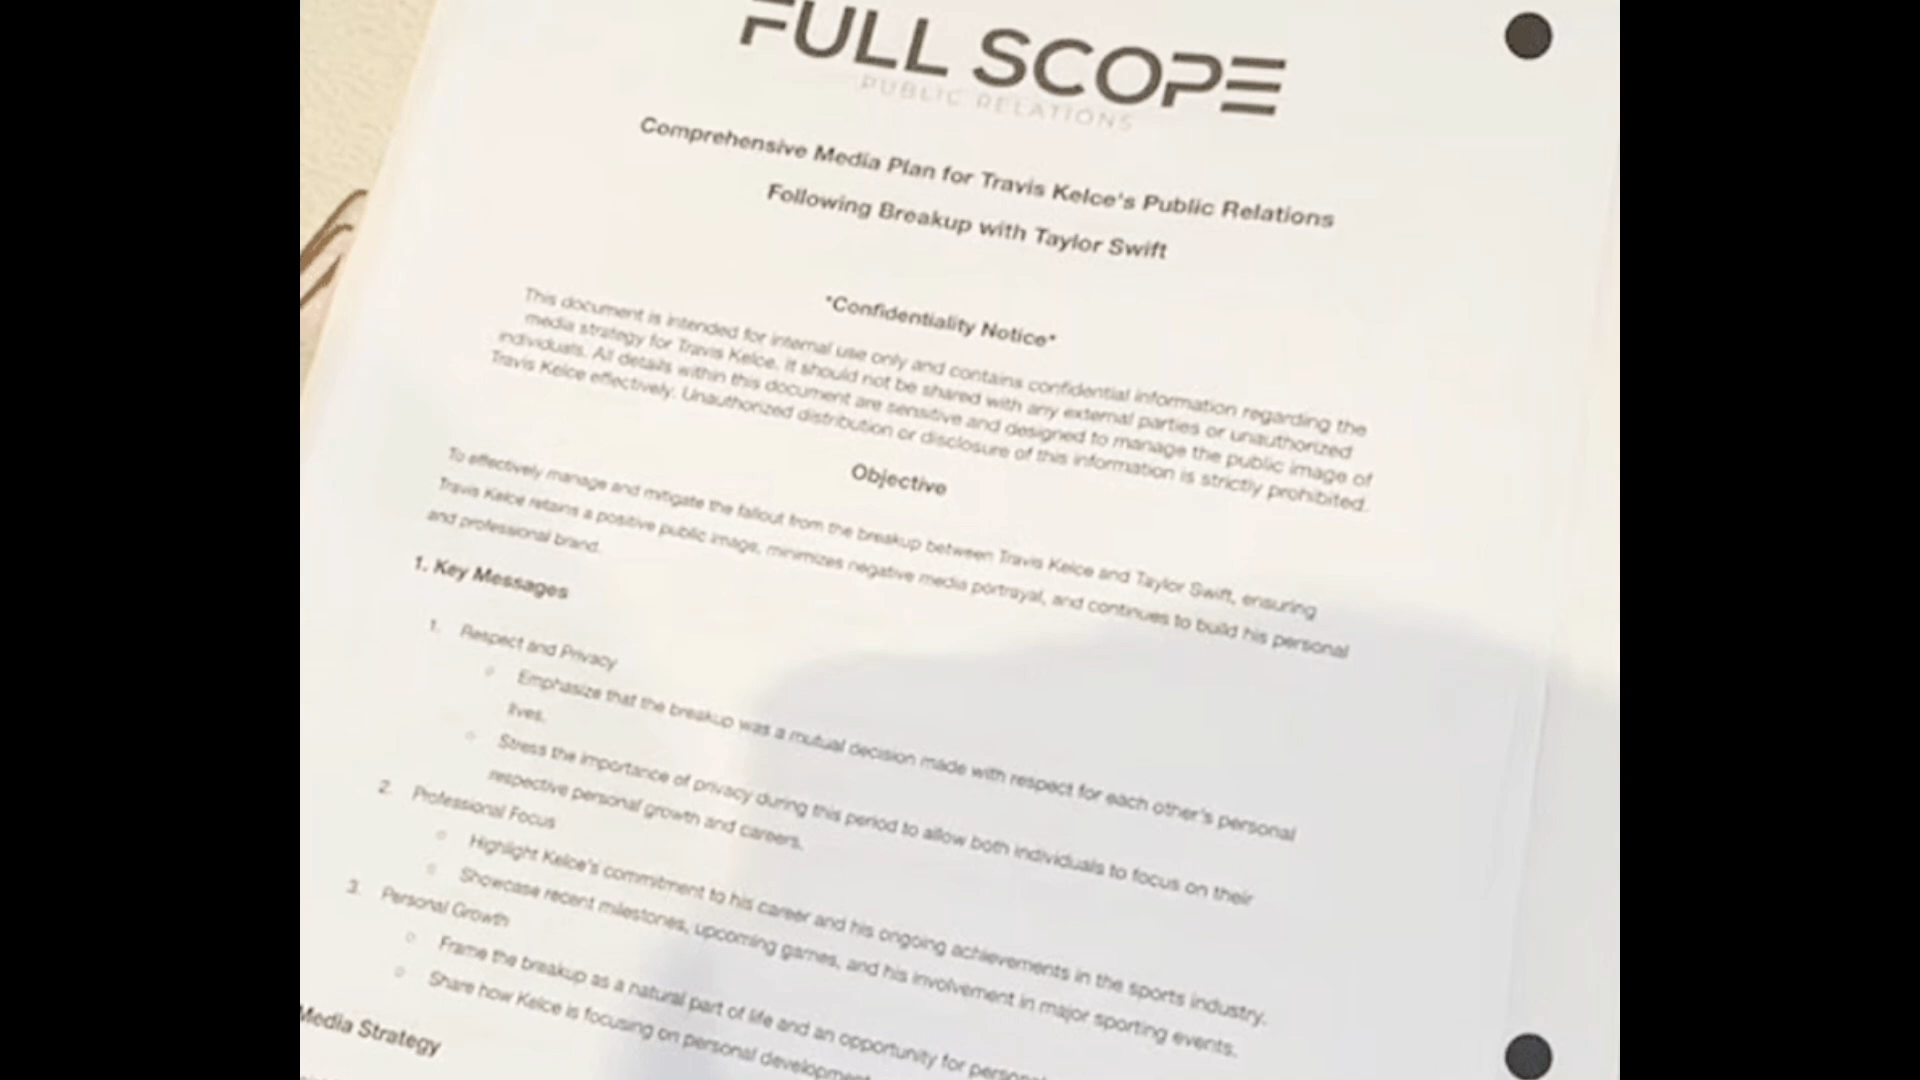 FULL SCOPE
PUBLIC RELATIONS
Comprehensive Media Plan for Travis Kelce's Public Relations
Following Breakup with Taylor Swift
*Confidentiality Notice*
This document is intended for internal use only and contains confidential information regarding the
media strategy for Travis Kelce. It should not be shared with any external parties or unauthorized
individuals. All details within this document are sensitive and designed to manage the public image of
Travis Kelce effectively. Unauthorized distribution or disclosure of this information is strictly prohibited.
Objective
To effectively manage and mitigate the fallout from the breakup between Travis Kelce and Taylor Swift, ensuring
Travis Kelce retains a positive public image, minimizes negative media portrayal, and continues to build his personal
and professional brand.
1. Key Messages
1. Respect and Privacy
○ Emphasize that the breakup was a mutual decision made with respect for each other's personal
lives.
○ Stress the importance of privacy during this period to allow both individuals to focus on their
respective personal growth and careers.
2. Professional Focus
○ Highlight Kelce's commitment to his career and his ongoing achievements in the sports industry.
○ Showcase recent milestones, upcoming games, and his involvement in major sporting events.
3. Personal Growth
○ Frame the breakup as a natural part of life and an opportunity for personal
○ Share how Kelce is focusing on personal development
Media Strategy